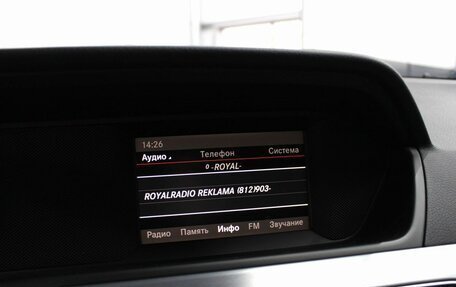 14:26
Аудио Телефон Система
-ROYAL-
ROYALRADIO REKLAMA (812)903-
Радио Память Инфо FM Звучание